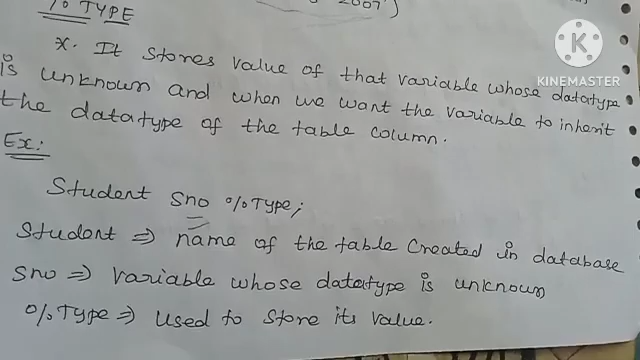 % TYPE
2007)
x. It stores value of that variable whose datatype
is unknown and when we want the variable to inherit
the datatype of the table column.
Ex:
Student sno %Type;
Student => name of the table created in database
Sno => variable whose datatype is unknown
%Type => used to store its value.
K
KINEMASTER